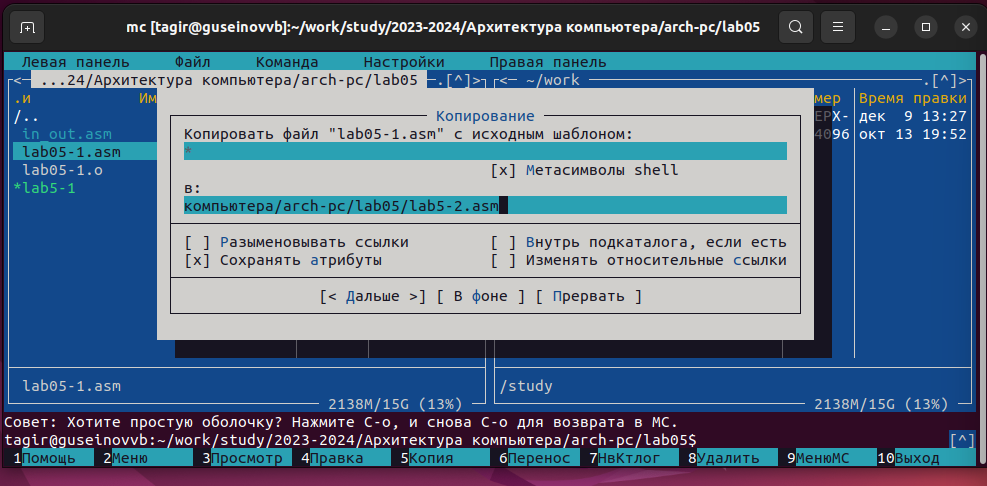 mc [tagir@guseinovvb]:~/work/study/2023-2024/Архитектура компьютера/arch-pc/lab05
Левая панель Файл Команда Настройки Правая панель
<— ...24/Архитектура компьютера/arch-pc/lab05 —.[^]>
<— ~/work —.[^]>
.и Им мер Время правки
/.. ЕРХ- дек 9 13:27
in_out.asm 4096 окт 13 19:52
lab05-1.asm
lab05-1.o
*lab5-1
Копирование
Копировать файл "lab05-1.asm" с исходным шаблоном:
*
[x] Метасимволы shell
в:
компьютера/arch-pc/lab05/lab5-2.asm
[ ] Разыменовывать ссылки [ ] Внутрь подкаталога, если есть
[x] Сохранять атрибуты [ ] Изменять относительные ссылки
[< Дальше >] [ В фоне ] [ Прервать ]
lab05-1.asm /study
2138M/15G (13%) 2138M/15G (13%)
Совет: Хотите простую оболочку? Нажмите C-o, и снова C-o для возврата в MC.
tagir@guseinovvb:~/work/study/2023-2024/Архитектура компьютера/arch-pc/lab05$ [^]
1Помощь 2Меню 3Просмотр 4Правка 5Копия 6Перенос 7НвКтлог 8Удалить 9МенюMC 10Выход